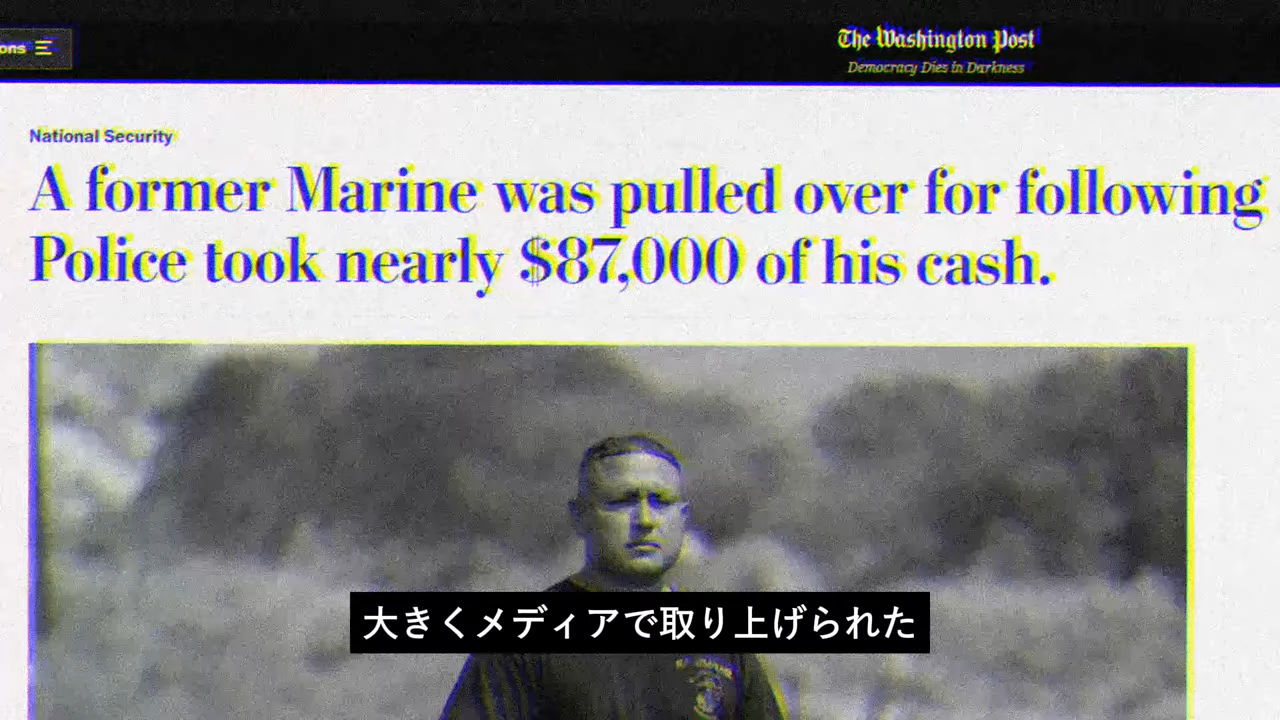 ons
The Washington Post
Democracy Dies in Darkness
National Security
A former Marine was pulled over for following
Police took nearly $87,000 of his cash.
大きくメディアで取り上げられた